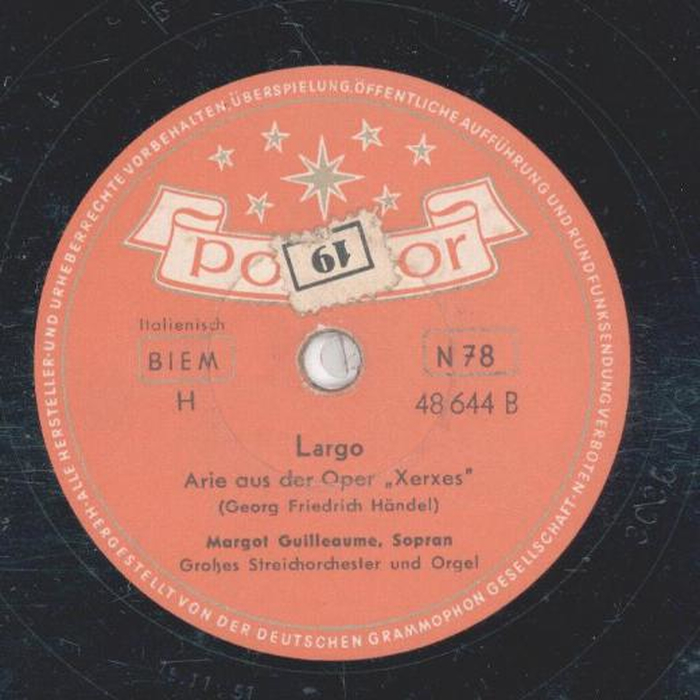 ALLE HERSTELLER- UND URHEBERRECHTE VORBEHALTEN. ÜBERSPIELUNG. ÖFFENTLICHE AUFFÜHRUNG UND RUNDFUNKSENDUNG VERBOTEN.
po or
19
Italienisch
BIEM
N 78
H
48 644 B
Largo
Arie aus der Oper „Xerxes"
(Georg Friedrich Händel)
Margot Guilleaume, Sopran
Großes Streichorchester und Orgel
HERGESTELLT VON DER DEUTSCHEN GRAMMOPHON GESELLSCHAFT